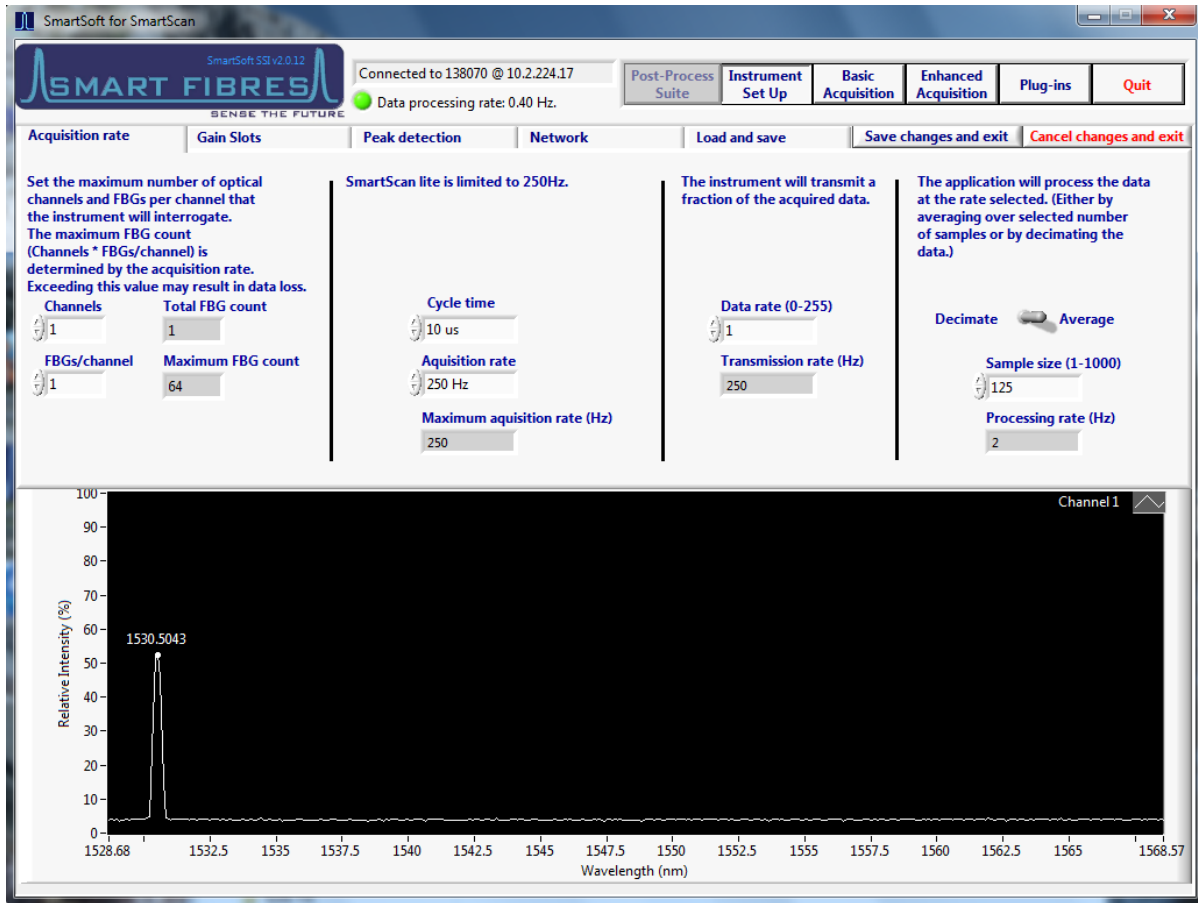 SmartSoft for SmartScan
SmartSoft SSI v2.0.12
SMART FIBRES
SENSE THE FUTURE
Connected to 138070 @ 10.2.224.17
Data processing rate: 0.40 Hz.
Post-Process Suite
Instrument Set Up
Basic Acquisition
Enhanced Acquisition
Plug-ins
Quit
Acquisition rate
Gain Slots
Peak detection
Network
Load and save
Save changes and exit
Cancel changes and exit
Set the maximum number of optical
channels and FBGs per channel that
the instrument will interrogate.
The maximum FBG count
(Channels * FBGs/channel) is
determined by the acquisition rate.
Exceeding this value may result in data loss.
Channels
Total FBG count
1
1
FBGs/channel
Maximum FBG count
1
64
SmartScan lite is limited to 250Hz.
Cycle time
10 us
Aquisition rate
250 Hz
Maximum aquisition rate (Hz)
250
The instrument will transmit a
fraction of the acquired data.
Data rate (0-255)
1
Transmission rate (Hz)
250
The application will process the data
at the rate selected. (Either by
averaging over selected number
of samples or by decimating the
data.)
Decimate
Average
Sample size (1-1000)
125
Processing rate (Hz)
2
Channel 1
100
90
80
70
60
50
40
30
20
10
0
Relative Intensity (%)
1530.5043
1528.68 1532.5 1535 1537.5 1540 1542.5 1545 1547.5 1550 1552.5 1555 1557.5 1560 1562.5 1565 1568.57
Wavelength (nm)